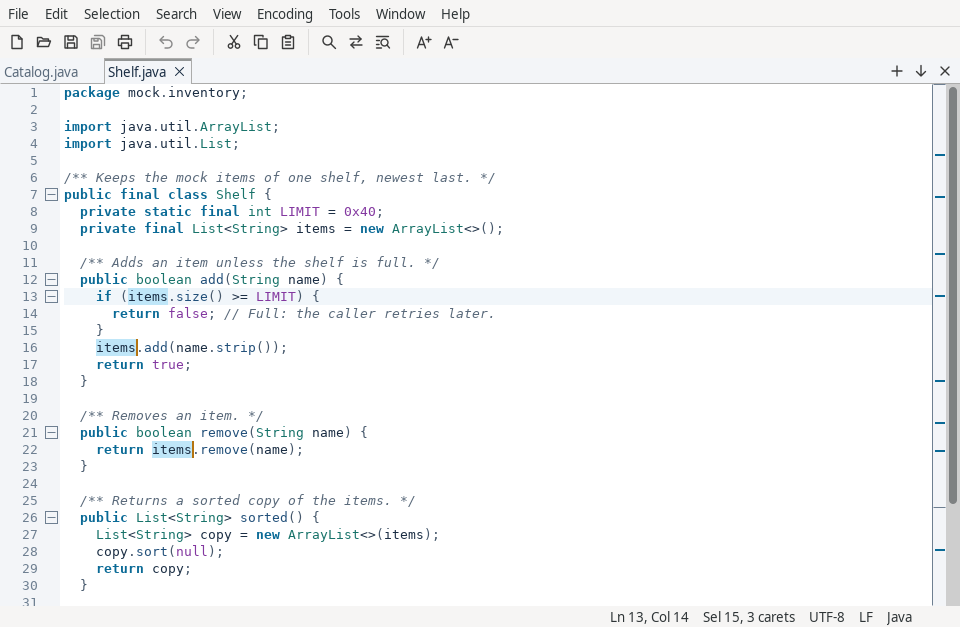 File Edit Selection Search View Encoding Tools Window Help
A+ A-
Catalog.java Shelf.java
1 package mock.inventory;
2
3 import java.util.ArrayList;
4 import java.util.List;
5
6 /** Keeps the mock items of one shelf, newest last. */
7 public final class Shelf {
8 private static final int LIMIT = 0x40;
9 private final List<String> items = new ArrayList<>();
10
11 /** Adds an item unless the shelf is full. */
12 public boolean add(String name) {
13 if (items.size() >= LIMIT) {
14 return false; // Full: the caller retries later.
15 }
16 items.add(name.strip());
17 return true;
18 }
19
20 /** Removes an item. */
21 public boolean remove(String name) {
22 return items.remove(name);
23 }
24
25 /** Returns a sorted copy of the items. */
26 public List<String> sorted() {
27 List<String> copy = new ArrayList<>(items);
28 copy.sort(null);
29 return copy;
30 }
31
Ln 13, Col 14 Sel 15, 3 carets UTF-8 LF Java